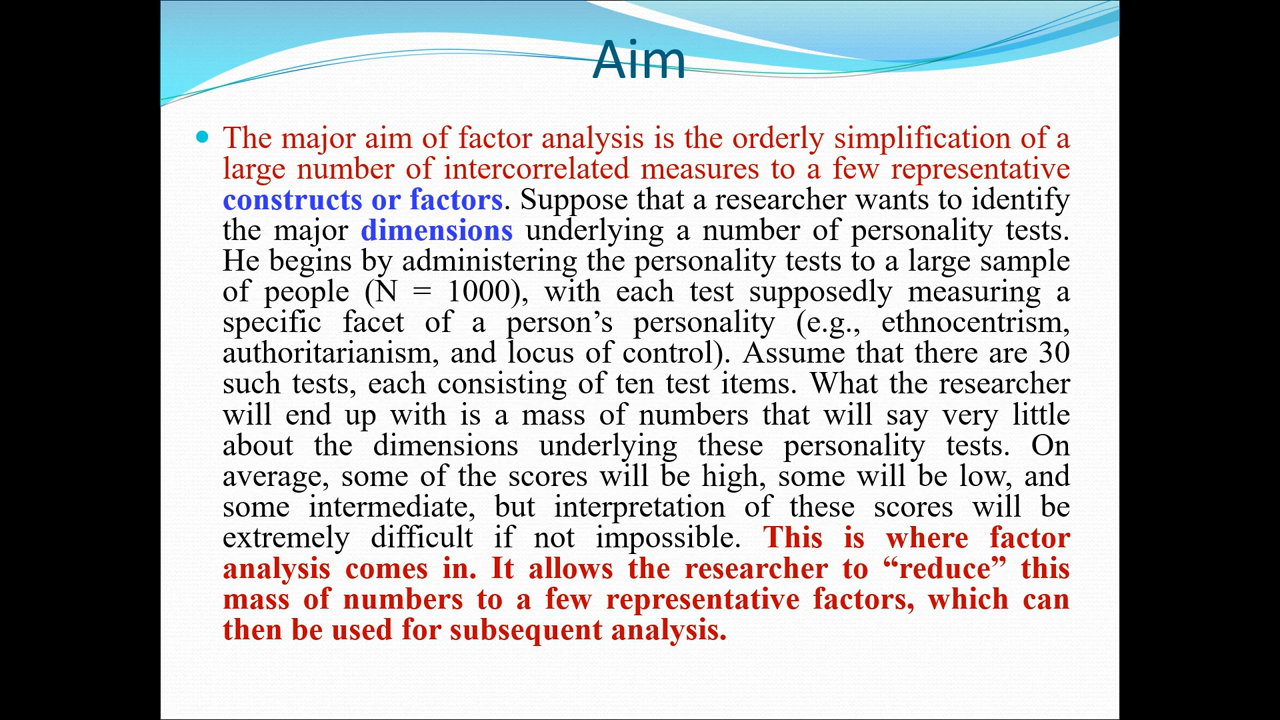 Aim
The major aim of factor analysis is the orderly simplification of a
large number of intercorrelated measures to a few representative
constructs or factors. Suppose that a researcher wants to identify
the major dimensions underlying a number of personality tests.
He begins by administering the personality tests to a large sample
of people (N = 1000), with each test supposedly measuring a
specific facet of a person’s personality (e.g., ethnocentrism,
authoritarianism, and locus of control). Assume that there are 30
such tests, each consisting of ten test items. What the researcher
will end up with is a mass of numbers that will say very little
about the dimensions underlying these personality tests. On
average, some of the scores will be high, some will be low, and
some intermediate, but interpretation of these scores will be
extremely difficult if not impossible. This is where factor
analysis comes in. It allows the researcher to “reduce” this
mass of numbers to a few representative factors, which can
then be used for subsequent analysis.